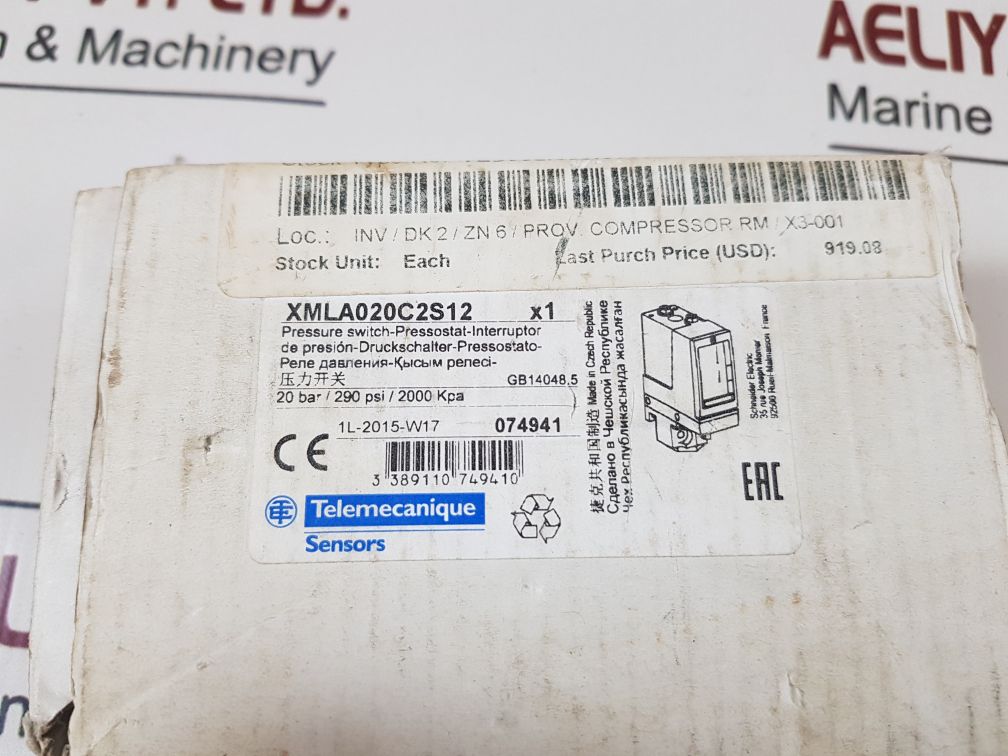 LTD.
& Machinery
AELIY
Marine
Loc.: INV / DK 2 / ZN 6 / PROV. COMPRESSOR RM / X3-001
Stock Unit: Each Last Purch Price (USD): 919.08
XMLA020C2S12 x1
Pressure switch-Pressostat-Interruptor
de presión-Druckschalter-Pressostato-
Реле давления-Қысым релесі-
压力开关 GB14048.5
20 bar / 290 psi / 2000 Kpa
1L-2015-W17 074941
CE
3 389110 749410
Telemecanique
Sensors
捷克共和国制造 Made in Czech Republic
Сделано в Чешской Республике
Чех Республикасында жасалған
Schneider Electric
35 rue Joseph Monier
92500 Rueil-Malmaison France
EAC